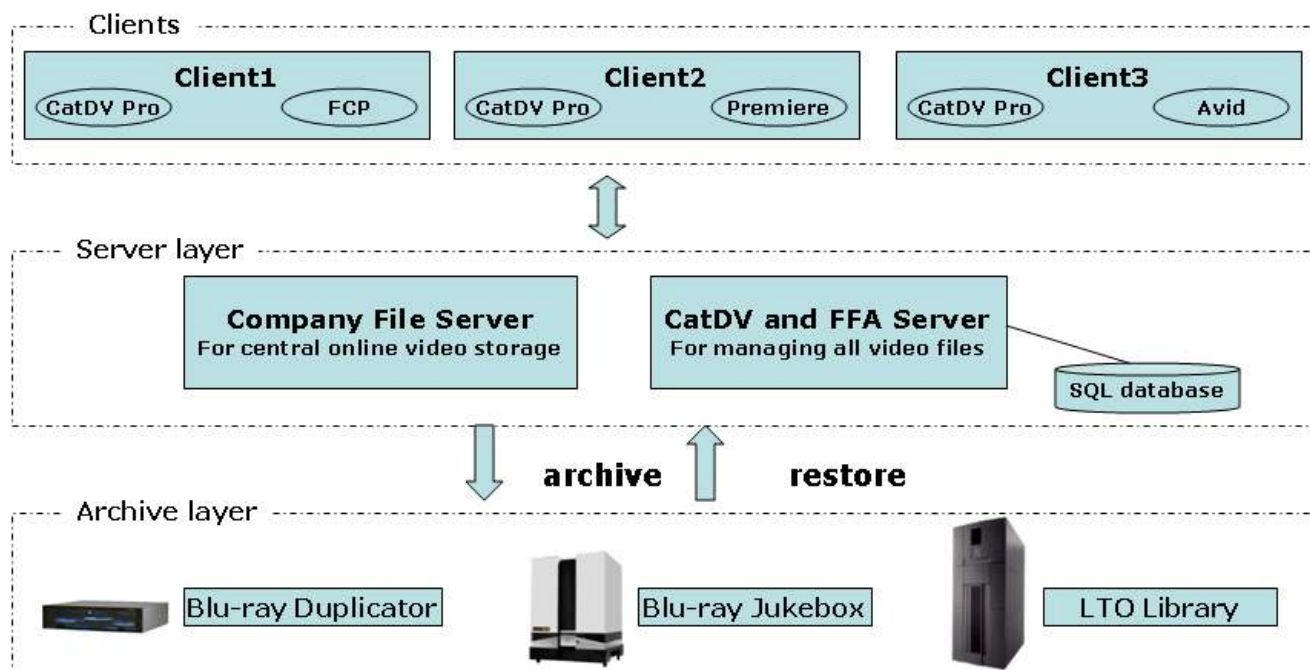 Clients
Client1
CatDV Pro
FCP
Client2
CatDV Pro
Premiere
Client3
CatDV Pro
Avid
Server layer
Company File Server
For central online video storage
CatDV and FFA Server
For managing all video files
SQL database
archive
restore
Archive layer
Blu-ray Duplicator
Blu-ray Jukebox
LTO Library